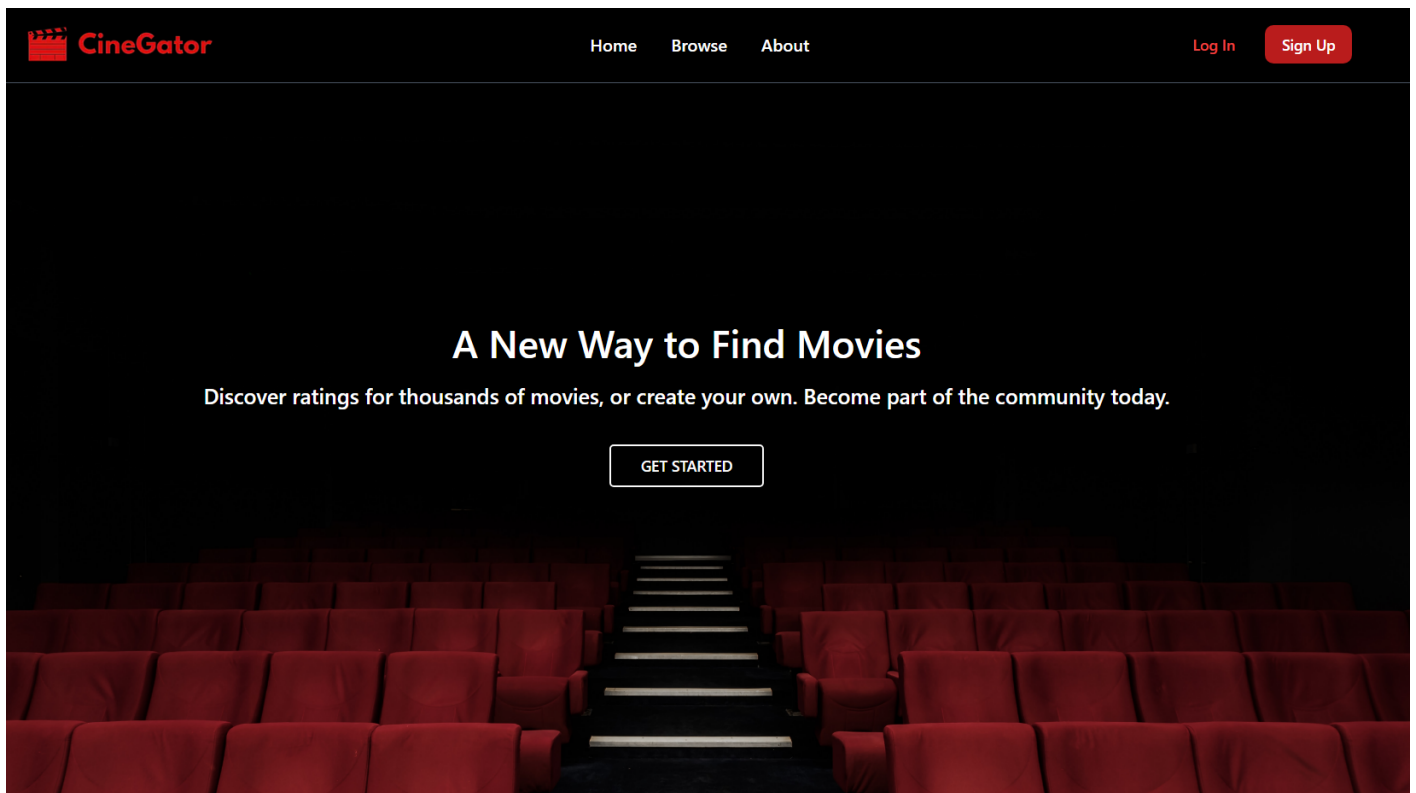 CineGator
Home Browse About
Log In Sign Up
A New Way to Find Movies
Discover ratings for thousands of movies, or create your own. Become part of the community today.
GET STARTED